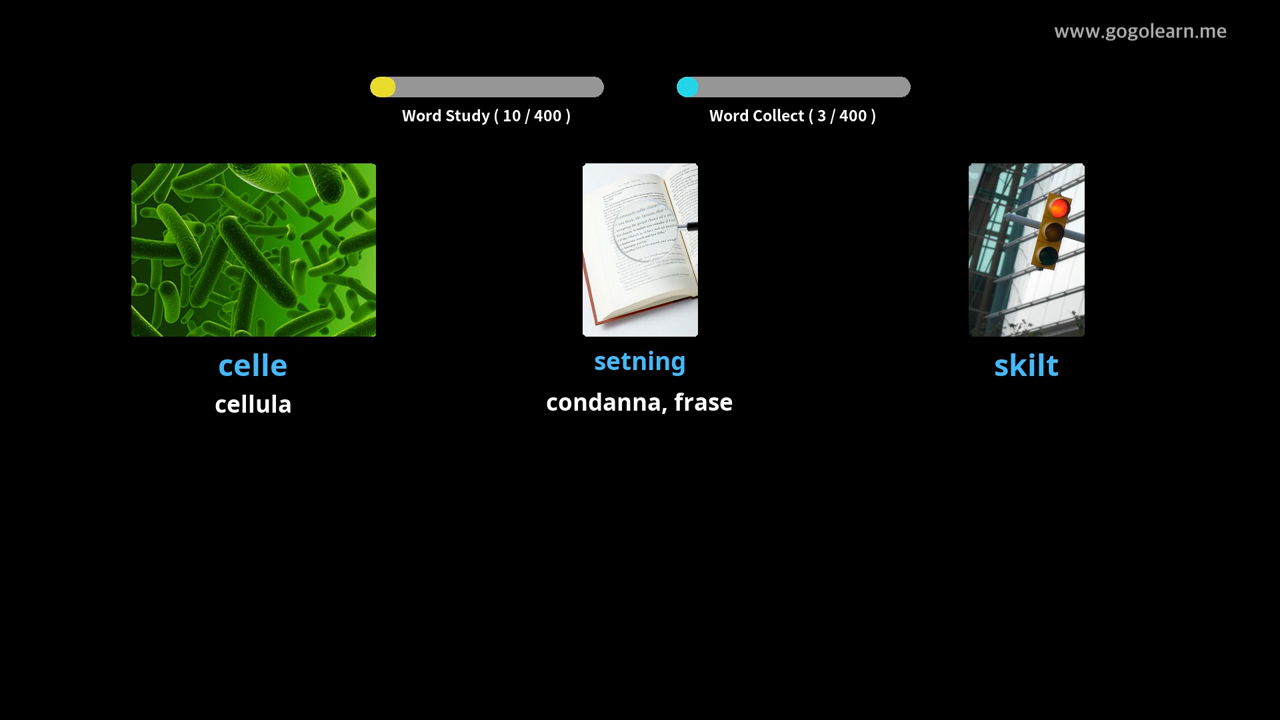 www.gogolearn.me
Word Study ( 10 / 400 )
Word Collect ( 3 / 400 )
celle
setning
skilt
cellula
condanna, frase